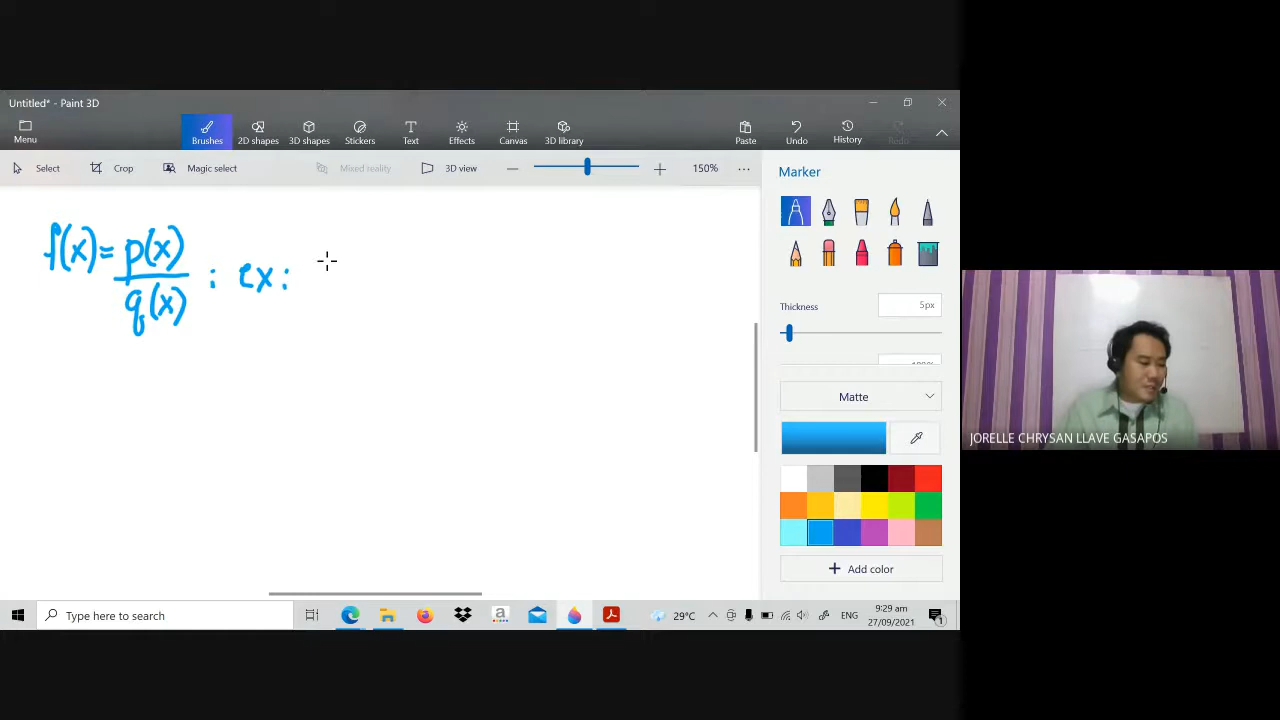 Untitled* - Paint 3D
Menu
Brushes
2D shapes
3D shapes
Stickers
Text
Effects
Canvas
3D library
Paste
Undo
History
Redo
Select
Crop
Magic select
Mixed reality
3D view
150%
Marker
f(x) = p(x)
q(x)
; ex:
Thickness
5px
Matte
Add color
JORELLE CHRYSAN LLAVE GASAPOS
Type here to search
29°C
ENG
9:29 am
27/09/2021